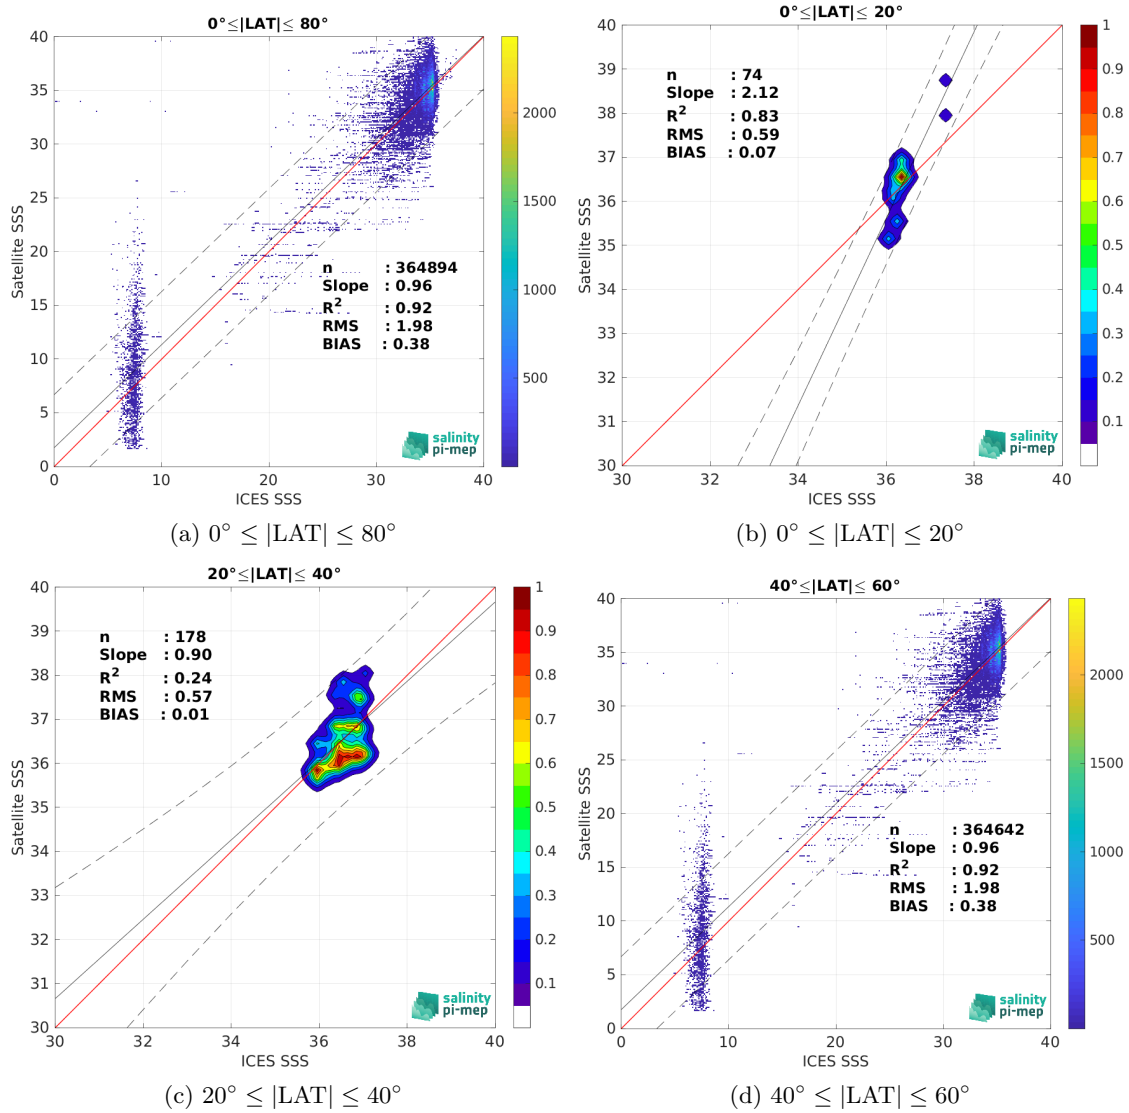 0°≤|LAT|≤ 80°
40
35
30
25
20
15
10
5
0
0
10
20
30
40
Satellite SSS
ICES SSS
n : 364894
Slope : 0.96
R2 : 0.92
RMS : 1.98
BIAS : 0.38
salinity
pi-mep
2000
1500
1000
500
(a) 0° ≤ |LAT| ≤ 80°
0°≤|LAT|≤ 20°
40
39
38
37
36
35
34
33
32
31
30
30
32
34
36
38
40
Satellite SSS
ICES SSS
n : 74
Slope : 2.12
R2 : 0.83
RMS : 0.59
BIAS : 0.07
salinity
pi-mep
1
0.9
0.8
0.7
0.6
0.5
0.4
0.3
0.2
0.1
(b) 0° ≤ |LAT| ≤ 20°
20°≤|LAT|≤ 40°
40
39
38
37
36
35
34
33
32
31
30
30
32
34
36
38
40
Satellite SSS
ICES SSS
n : 178
Slope : 0.90
R2 : 0.24
RMS : 0.57
BIAS : 0.01
salinity
pi-mep
1
0.9
0.8
0.7
0.6
0.5
0.4
0.3
0.2
0.1
(c) 20° ≤ |LAT| ≤ 40°
40°≤|LAT|≤ 60°
40
35
30
25
20
15
10
5
0
0
10
20
30
40
Satellite SSS
ICES SSS
n : 364642
Slope : 0.96
R2 : 0.92
RMS : 1.98
BIAS : 0.38
salinity
pi-mep
2000
1500
1000
500
(d) 40° ≤ |LAT| ≤ 60°